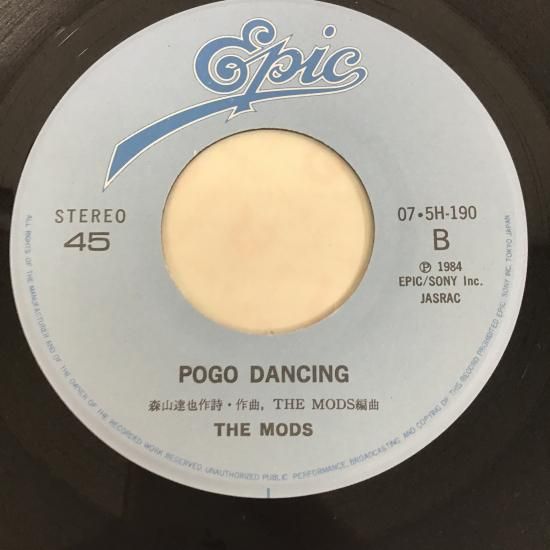 Epic
STEREO
45
07・5H-190
B
Ⓟ 1984
EPIC/SONY Inc.
JASRAC
POGO DANCING
森山達也作詩・作曲, THE MODS編曲
THE MODS
ALL RIGHTS OF THE MANUFACTURER AND OF THE OWNER OF THE RECORDED WORK RESERVED. UNAUTHORIZED PUBLIC PERFORMANCE, BROADCASTING AND COPYING OF THIS RECORD PROHIBITED EPIC/SONY INC. TOKYO JAPAN